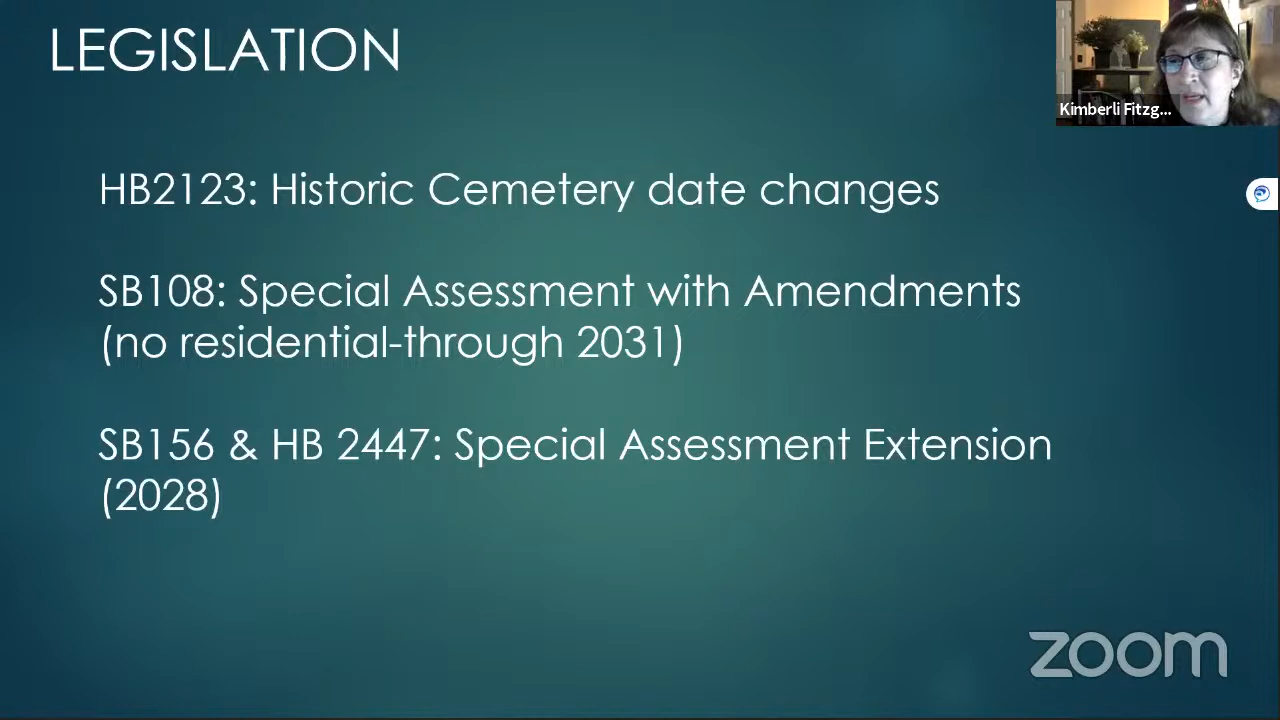 LEGISLATION
Kimberli Fitzg...
HB2123: Historic Cemetery date changes
SB108: Special Assessment with Amendments
(no residential-through 2031)
SB156 & HB 2447: Special Assessment Extension
(2028)
zoom